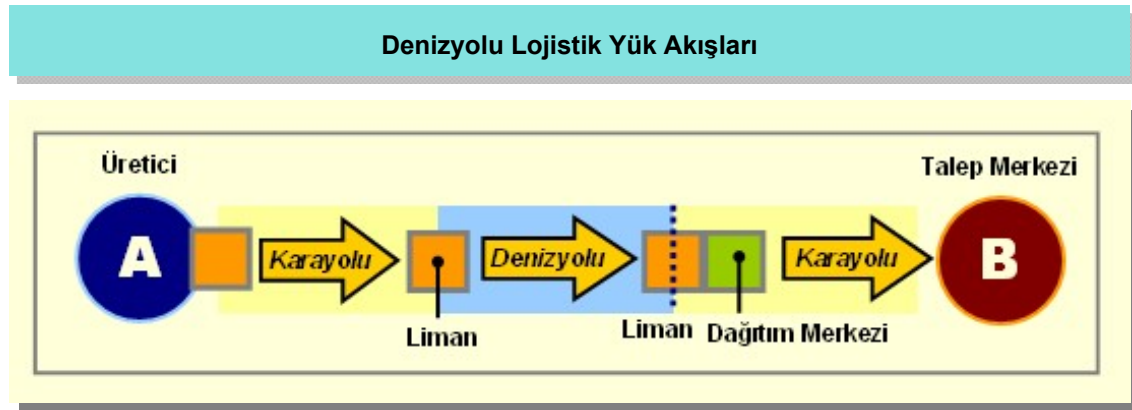 Denizyolu Lojistik Yük Akışları
Üretici
Talep Merkezi
A
Karayolu
Denizyolu
Karayolu
B
Liman
Liman
Dağıtım Merkezi